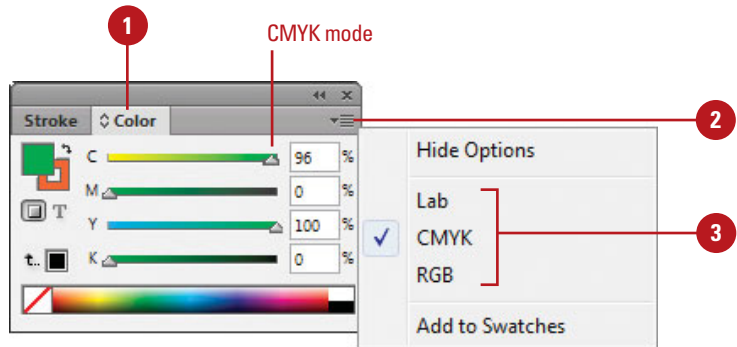 1
CMYK mode
Stroke
Color
2
C 96 %
M 0 %
T
Y 100 %
t.. K 0 %
Hide Options
Lab
CMYK
RGB
3
Add to Swatches